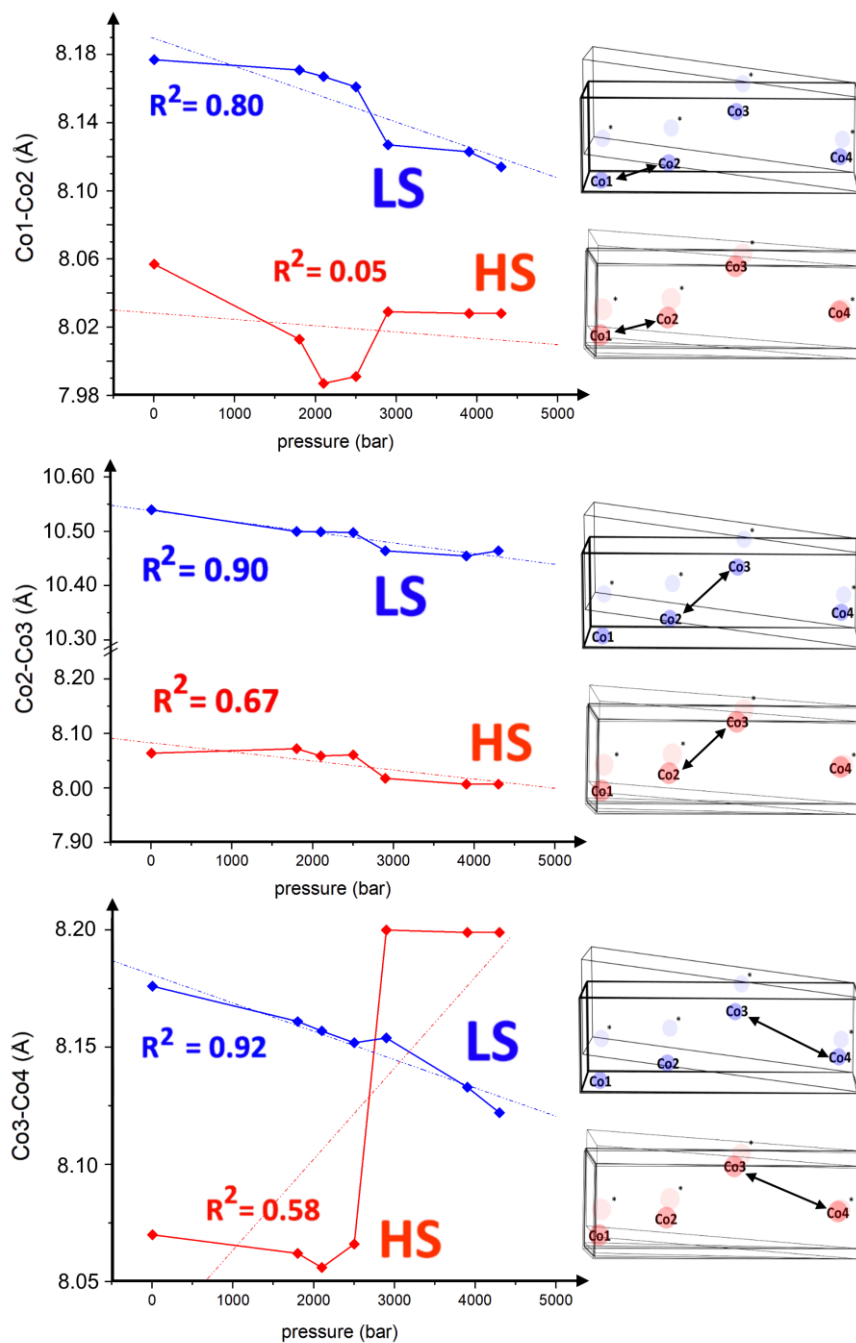 Co1-Co2 (Å)
8.18
8.14
8.10
8.06
8.02
7.98
R2= 0.80
LS
R2= 0.05
HS
0 1000 2000 3000 4000 5000
pressure (bar)
*
Co3
* * *
Co2 Co4
Co1
*
Co3
* * *
Co2 Co4
Co1
Co2-Co3 (Å)
10.60
10.50
10.40
10.30
8.20
8.10
8.00
7.90
R2= 0.90
LS
R2= 0.67
HS
0 1000 2000 3000 4000 5000
pressure (bar)
*
Co3
* * *
Co2 Co4
Co1
*
Co3
* * *
Co2 Co4
Co1
Co3-Co4 (Å)
8.20
8.15
8.10
8.05
R2 = 0.92
LS
R2= 0.58
HS
0 1000 2000 3000 4000 5000
pressure (bar)
*
Co3
* * *
Co2 Co4
Co1
*
Co3
* * *
Co2 Co4
Co1